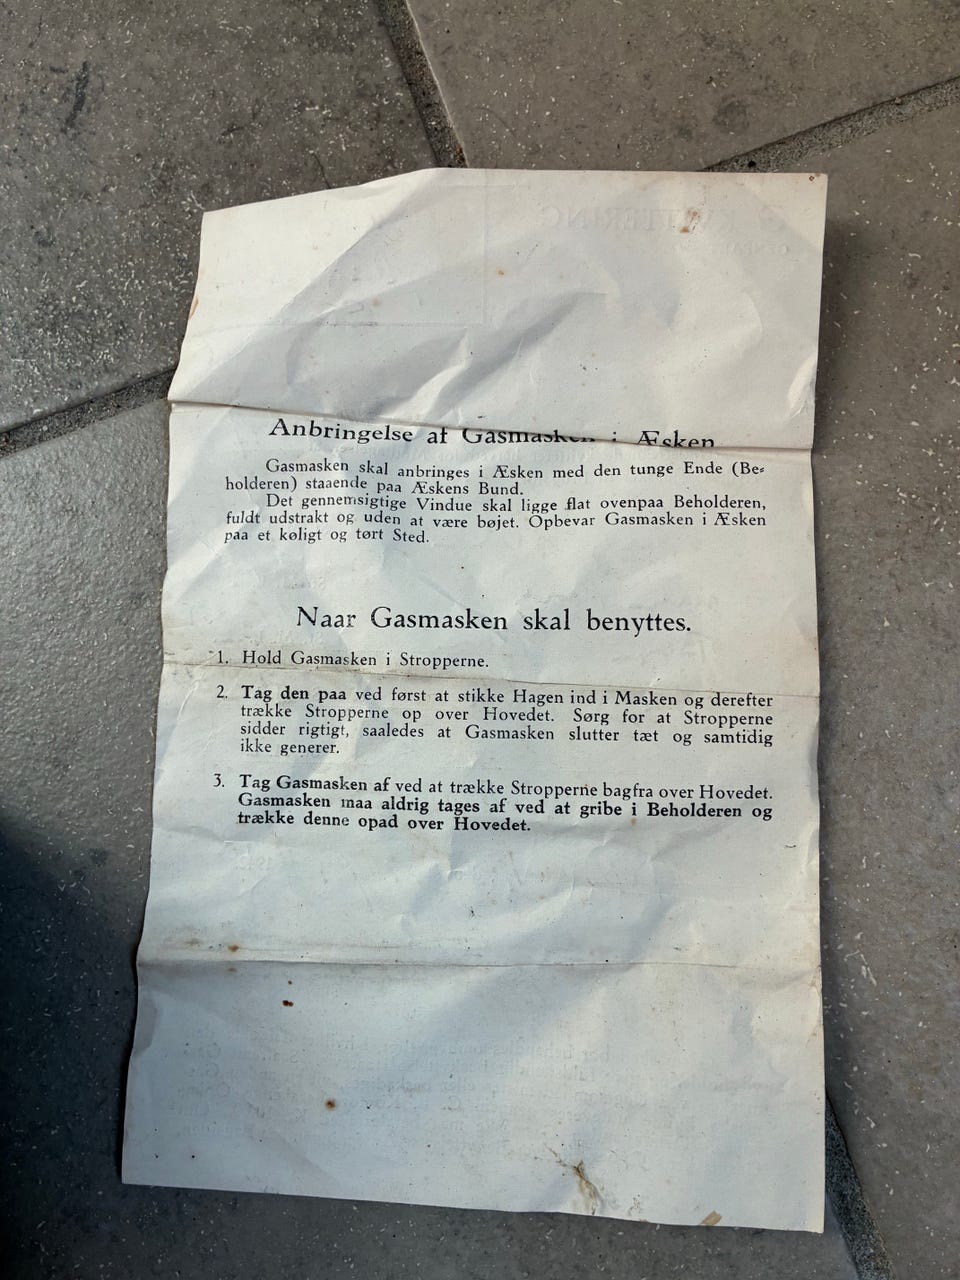 KVITTERING
Anbringelse af Gasmasken i Æsken
Gasmasken skal anbringes i Æsken med den tunge Ende (Be-
holderen) staaende paa Æskens Bund.
Det gennemsigtige Vindue skal ligge flat ovenpaa Beholderen,
fuldt udstrakt og uden at være bøjet. Opbevar Gasmasken i Æsken
paa et køligt og tørt Sted.
Naar Gasmasken skal benyttes.
1. Hold Gasmasken i Stropperne.
2. Tag den paa ved først at stikke Hagen ind i Masken og derefter
trække Stropperne op over Hovedet. Sørg for at Stropperne
sidder rigtigt, saaledes at Gasmasken slutter tæt og samtidig
ikke generer.
3. Tag Gasmasken af ved at trække Stropperne bagfra over Hovedet.
Gasmasken maa aldrig tages af ved at gribe i Beholderen og
trække denne opad over Hovedet.